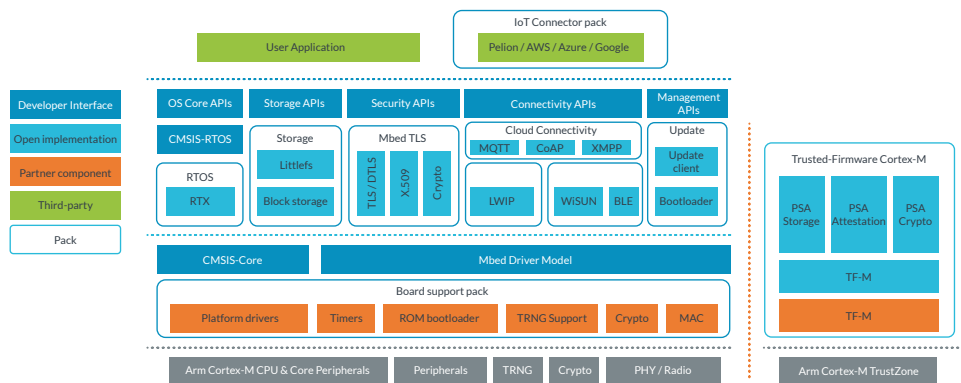 IoT Connector pack
User Application
Pelion / AWS / Azure / Google
Developer Interface
Open implementation
Partner component
Third-party
Pack
OS Core APIs
Storage APIs
Security APIs
Connectivity APIs
Management
APIs
CMSIS-RTOS
Storage
Mbed TLS
Cloud Connectivity
Update
MQTT
CoAP
XMPP
Littlefs
TLS / DTLS
X.509
Crypto
Update
client
RTOS
RTX
Block storage
LWIP
WiSUN
BLE
Bootloader
CMSIS-Core
Mbed Driver Model
Board support pack
Platform drivers
Timers
ROM bootloader
TRNG Support
Crypto
MAC
Arm Cortex-M CPU & Core Peripherals
Peripherals
TRNG
Crypto
PHY / Radio
Trusted-Firmware Cortex-M
PSA
Storage
PSA
Attestation
PSA
Crypto
TF-M
TF-M
Arm Cortex-M TrustZone